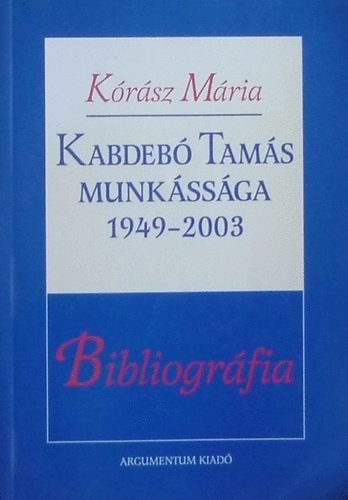 Kórász Mária
KABDEBÓ TAMÁS
MUNKÁSSÁGA
1949–2003
Bibliográfia
ARGUMENTUM KIADÓ